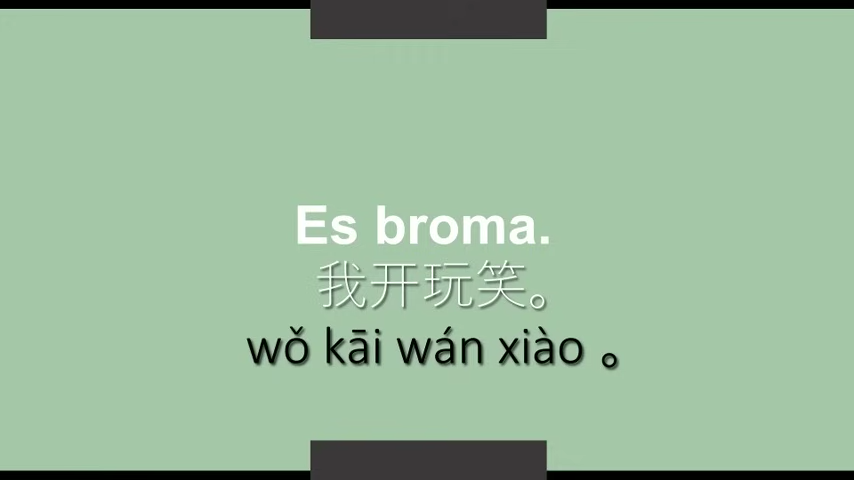 Es broma.
我开玩笑。
wǒ kāi wán xiào 。